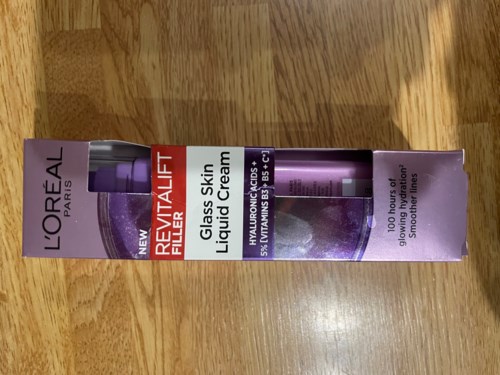 L'ORÉAL
PARIS
NEW
REVITALIFT
FILLER
Glass Skin
Liquid Cream
HYALURONIC ACIDS +
5% [VITAMINS B3 + B5 + C*]
100 hours of
glowing hydration²
Smoother lines